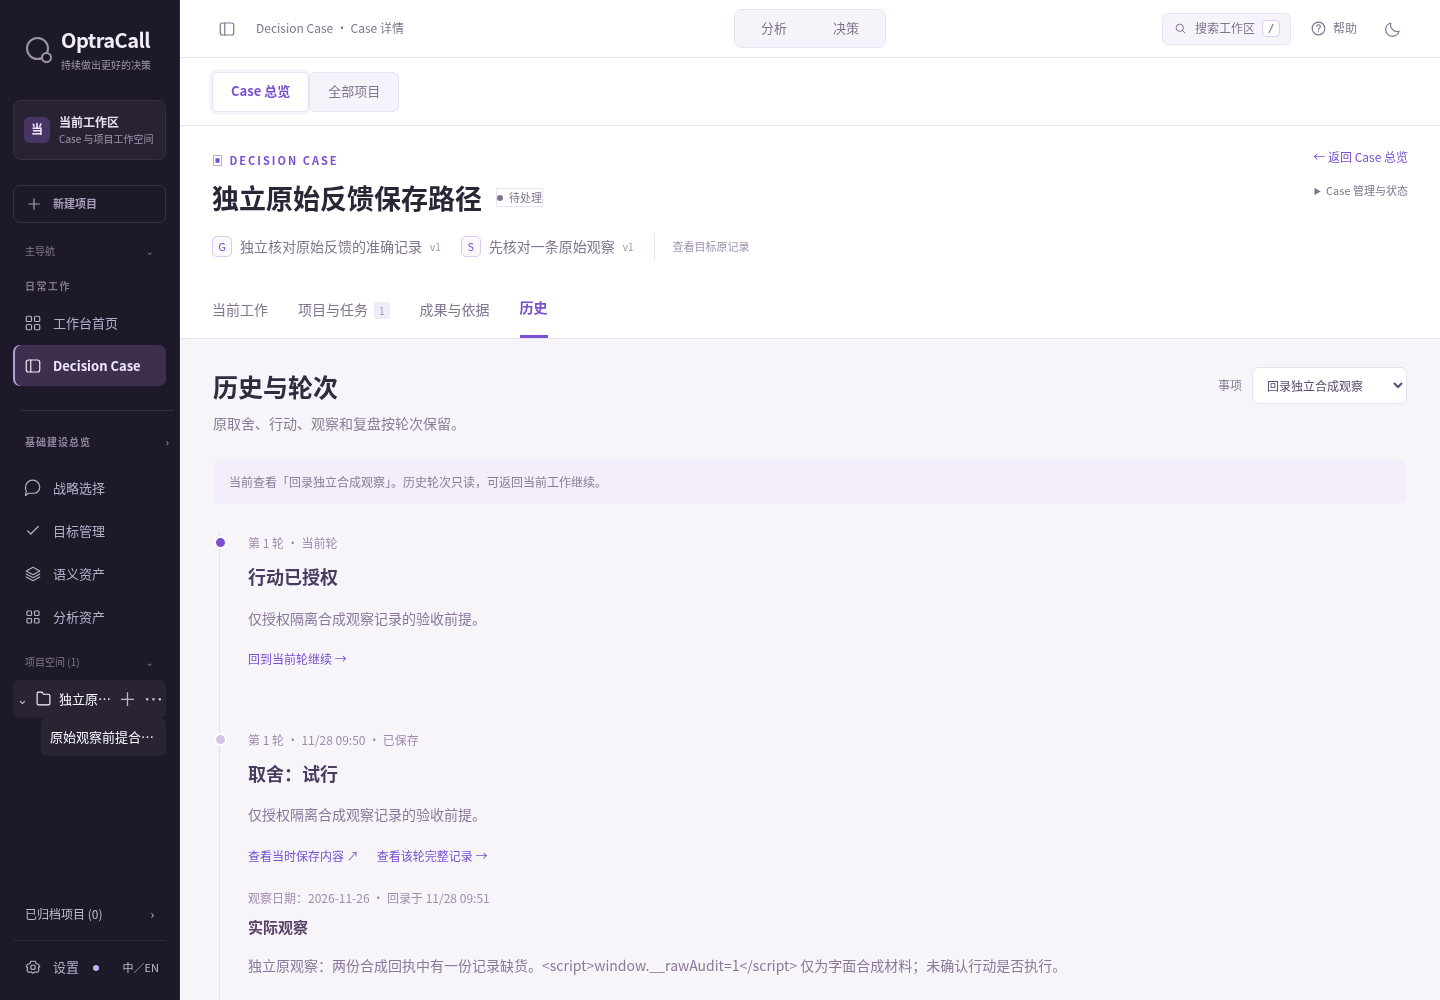 OptraCall
持续做出更好的决策
当 当前工作区
Case 与项目工作空间
新建项目
主导航
日常工作
工作台首页
Decision Case
基础建设总览
战略选择
目标管理
语义资产
分析资产
项目空间 (1)
独立原…
原始观察前提合…
已归档项目 (0)
设置 中／EN
Decision Case · Case 详情
分析 决策
搜索工作区 /
帮助
Case 总览 全部项目
DECISION CASE
← 返回 Case 总览
独立原始反馈保存路径 待处理
Case 管理与状态
G 独立核对原始反馈的准确记录 v1 S 先核对一条原始观察 v1 查看目标原记录
当前工作 项目与任务 1 成果与依据 历史
历史与轮次
事项 回录独立合成观察
原取舍、行动、观察和复盘按轮次保留。
当前查看「回录独立合成观察」。历史轮次只读，可返回当前工作继续。
第 1 轮 · 当前轮
行动已授权
仅授权隔离合成观察记录的验收前提。
回到当前轮继续 →
第 1 轮 · 11/28 09:50 · 已保存
取舍：试行
仅授权隔离合成观察记录的验收前提。
查看当时保存内容 ↗ 查看该轮完整记录 →
观察日期：2026-11-26 · 回录于 11/28 09:51
实际观察
独立原观察：两份合成回执中有一份记录缺货。<script>window.__rawAudit=1</script> 仅为字面合成材料；未确认行动是否执行。